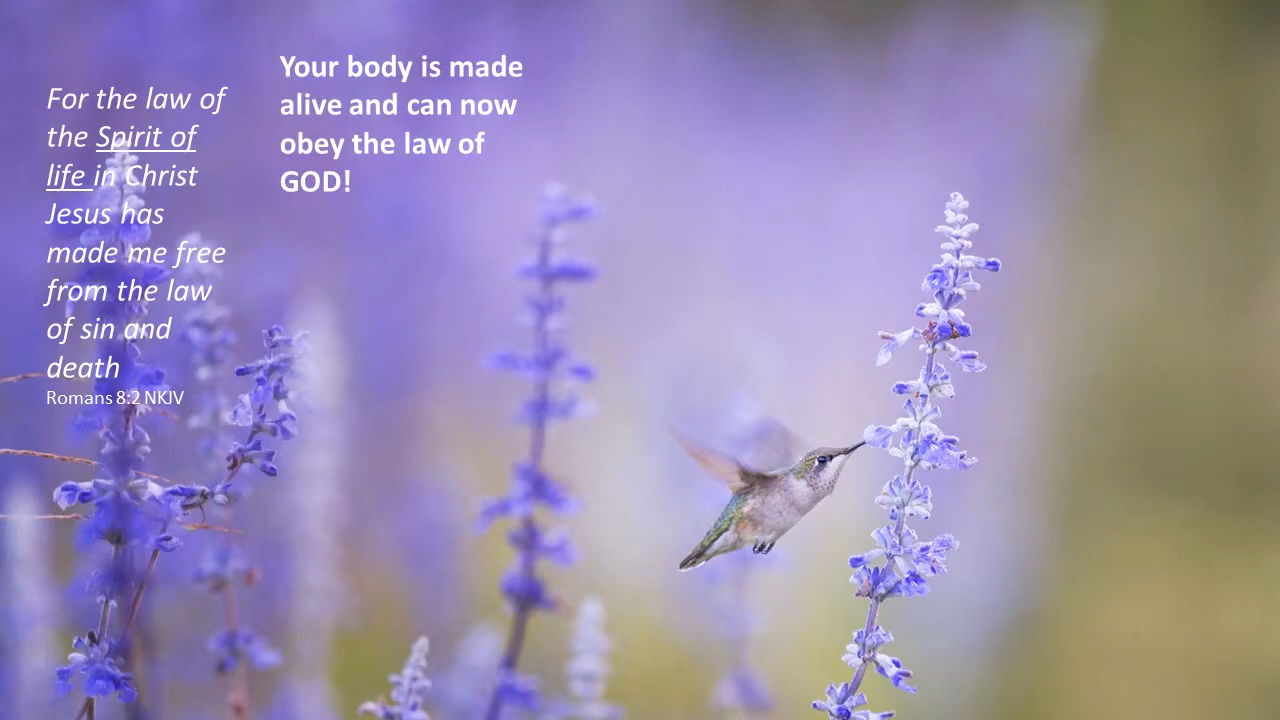 For the law of
the Spirit of
life in Christ
Jesus has
made me free
from the law
of sin and
death
Romans 8:2 NKJV
Your body is made
alive and can now
obey the law of
GOD!